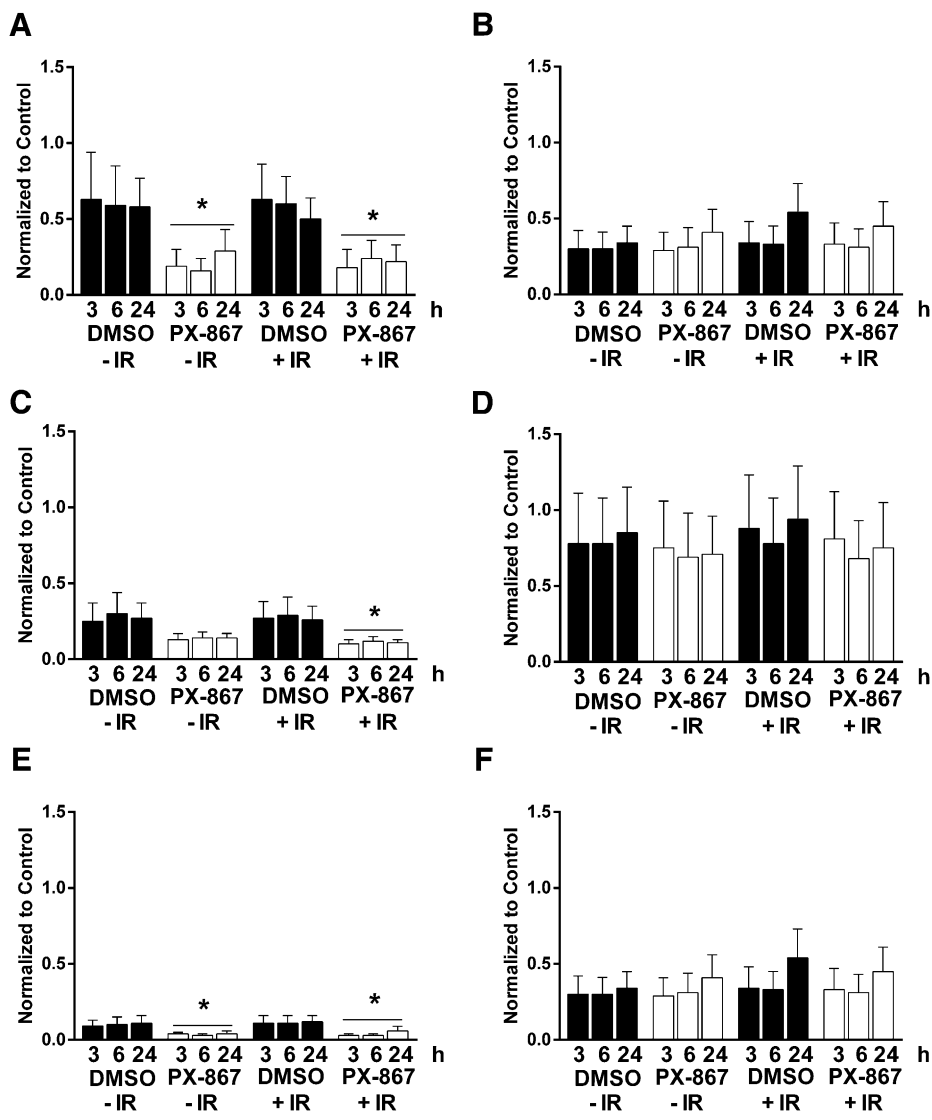 A
Normalized to Control
1.5
1.0
0.5
0.0
*
*
3 6 24 3 6 24 3 6 24 3 6 24 h
DMSO PX-867 DMSO PX-867
- IR - IR + IR + IR
B
Normalized to Control
1.5
1.0
0.5
0.0
3 6 24 3 6 24 3 6 24 3 6 24 h
DMSO PX-867 DMSO PX-867
- IR - IR + IR + IR
C
Normalized to Control
1.5
1.0
0.5
0.0
*
3 6 24 3 6 24 3 6 24 3 6 24 h
DMSO PX-867 DMSO PX-867
- IR - IR + IR + IR
D
Normalized to Control
1.5
1.0
0.5
0.0
3 6 24 3 6 24 3 6 24 3 6 24 h
DMSO PX-867 DMSO PX-867
- IR - IR + IR + IR
E
Normalized to Control
1.5
1.0
0.5
0.0
*
*
3 6 24 3 6 24 3 6 24 3 6 24 h
DMSO PX-867 DMSO PX-867
- IR - IR + IR + IR
F
Normalized to Control
1.5
1.0
0.5
0.0
3 6 24 3 6 24 3 6 24 3 6 24 h
DMSO PX-867 DMSO PX-867
- IR - IR + IR + IR